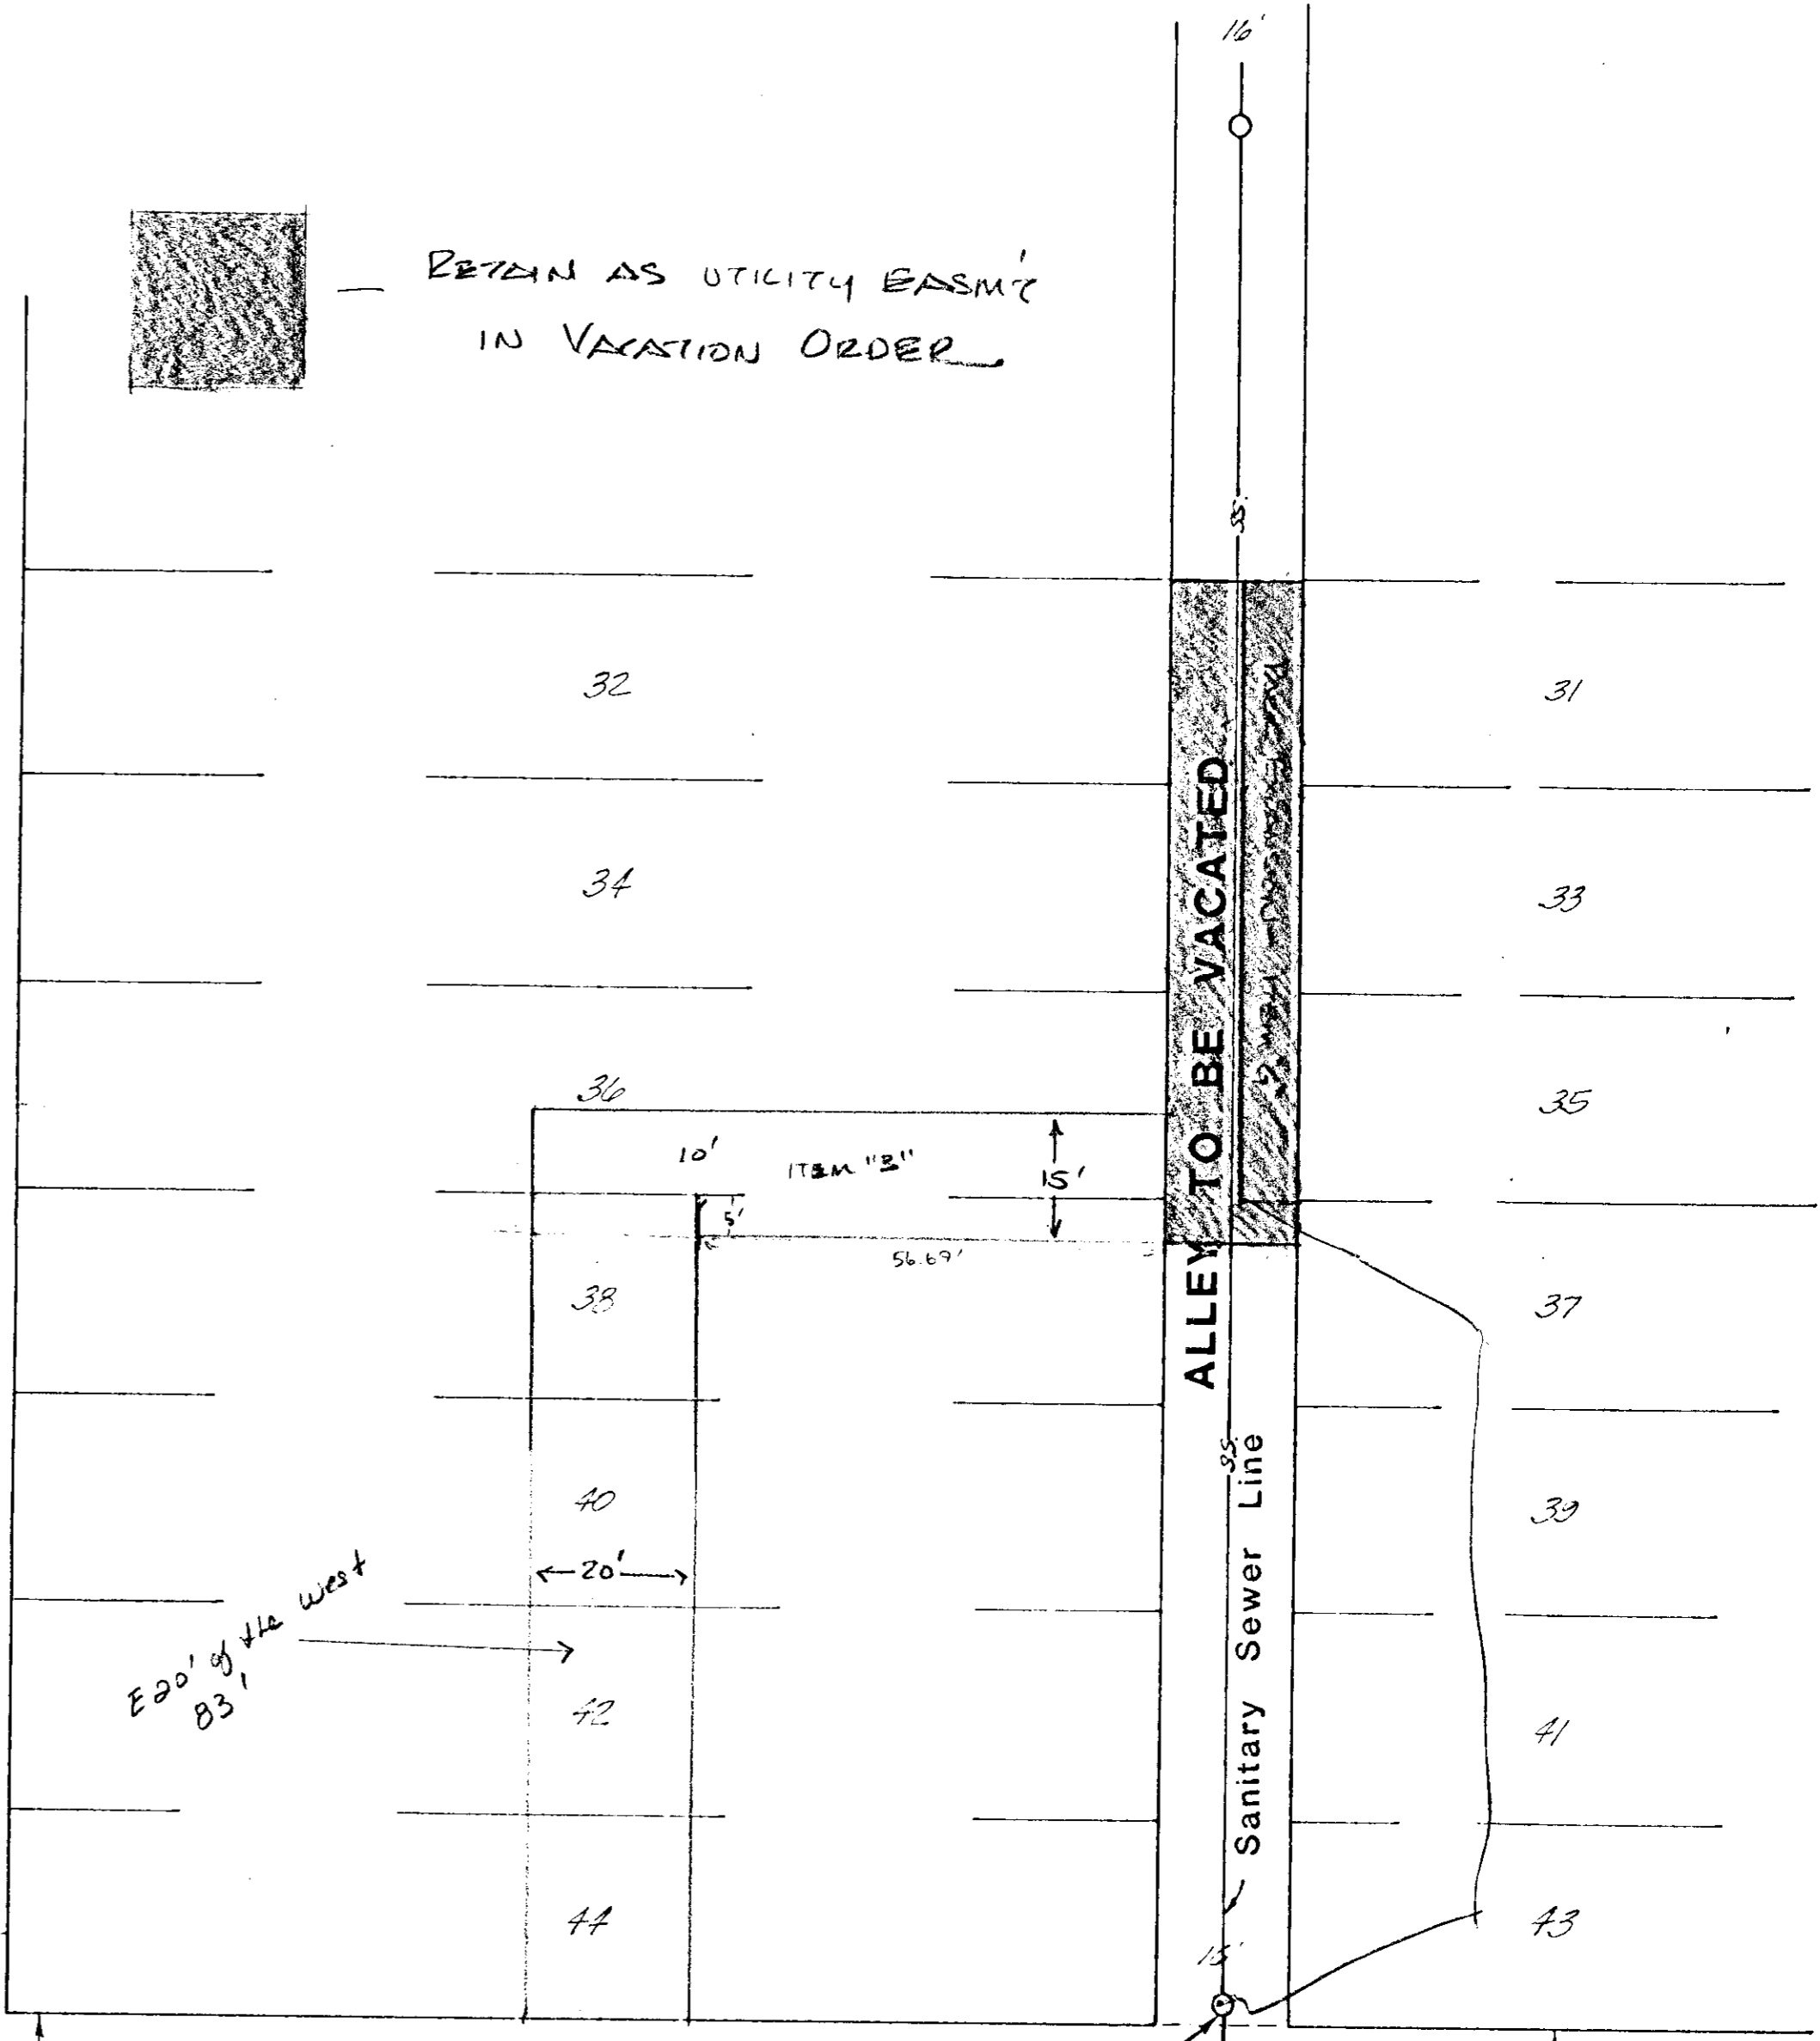 16'
RETAIN AS UTILITY EASM'T
IN VACATION ORDER
SS.
32
31
34
33
36
35
10'
ITEM "B"
15'
5'
56.69'
ALLEY TO BE VACATED
38
37
40
39
SS.
Sanitary Sewer Line
20'
E 20' of the west
83'
42
41
44
43
15'